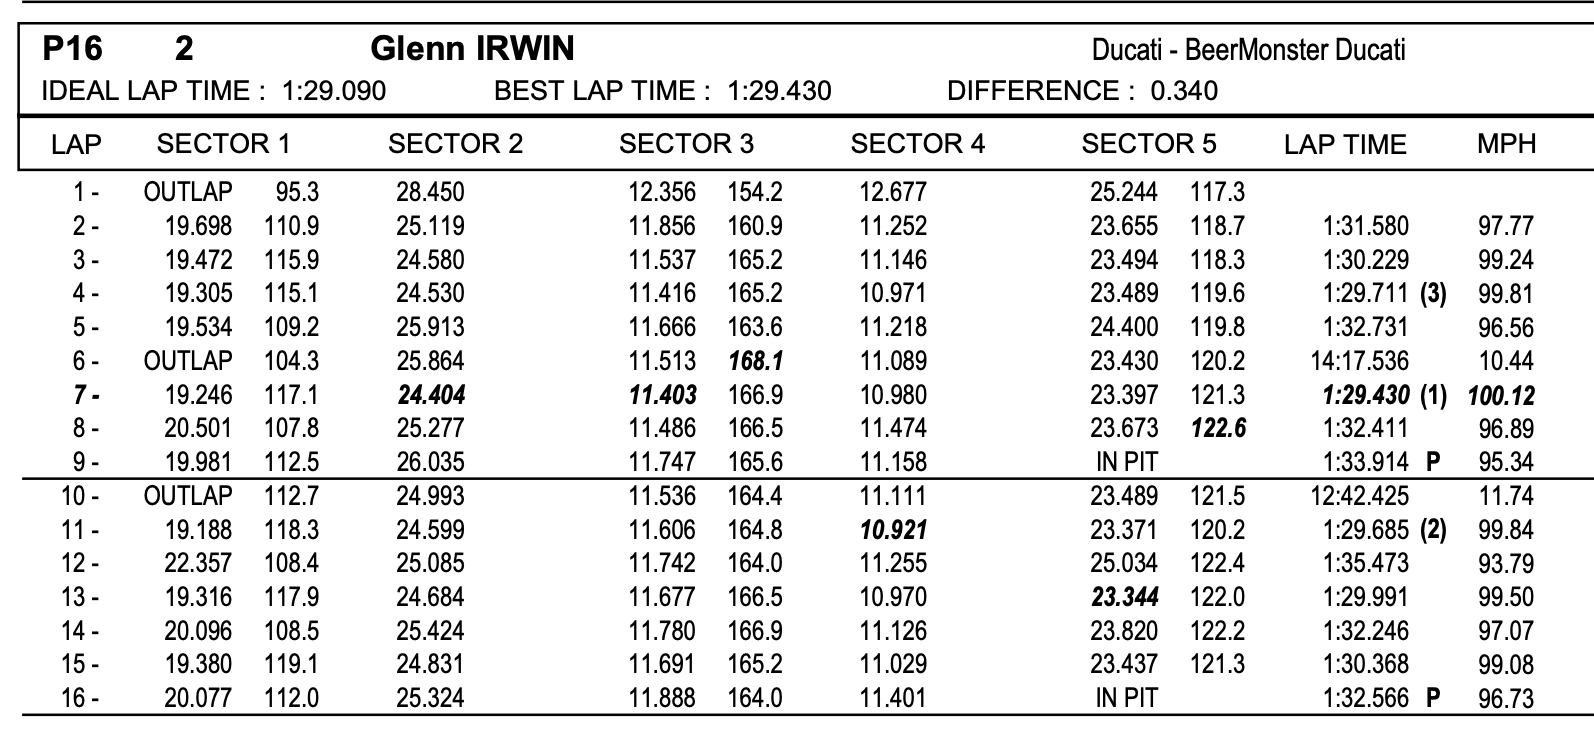 P16 2 Glenn IRWIN Ducati - BeerMonster Ducati
IDEAL LAP TIME : 1:29.090 BEST LAP TIME : 1:29.430 DIFFERENCE : 0.340
LAP SECTOR 1 SECTOR 2 SECTOR 3 SECTOR 4 SECTOR 5 LAP TIME MPH
1 - OUTLAP 95.3 28.450 12.356 154.2 12.677 25.244 117.3
2 - 19.698 110.9 25.119 11.856 160.9 11.252 23.655 118.7 1:31.580 97.77
3 - 19.472 115.9 24.580 11.537 165.2 11.146 23.494 118.3 1:30.229 99.24
4 - 19.305 115.1 24.530 11.416 165.2 10.971 23.489 119.6 1:29.711 (3) 99.81
5 - 19.534 109.2 25.913 11.666 163.6 11.218 24.400 119.8 1:32.731 96.56
6 - OUTLAP 104.3 25.864 11.513 168.1 11.089 23.430 120.2 14:17.536 10.44
7 - 19.246 117.1 24.404 11.403 166.9 10.980 23.397 121.3 1:29.430 (1) 100.12
8 - 20.501 107.8 25.277 11.486 166.5 11.474 23.673 122.6 1:32.411 96.89
9 - 19.981 112.5 26.035 11.747 165.6 11.158 IN PIT 1:33.914 P 95.34
10 - OUTLAP 112.7 24.993 11.536 164.4 11.111 23.489 121.5 12:42.425 11.74
11 - 19.188 118.3 24.599 11.606 164.8 10.921 23.371 120.2 1:29.685 (2) 99.84
12 - 22.357 108.4 25.085 11.742 164.0 11.255 25.034 122.4 1:35.473 93.79
13 - 19.316 117.9 24.684 11.677 166.5 10.970 23.344 122.0 1:29.991 99.50
14 - 20.096 108.5 25.424 11.780 166.9 11.126 23.820 122.2 1:32.246 97.07
15 - 19.380 119.1 24.831 11.691 165.2 11.029 23.437 121.3 1:30.368 99.08
16 - 20.077 112.0 25.324 11.888 164.0 11.401 IN PIT 1:32.566 P 96.73